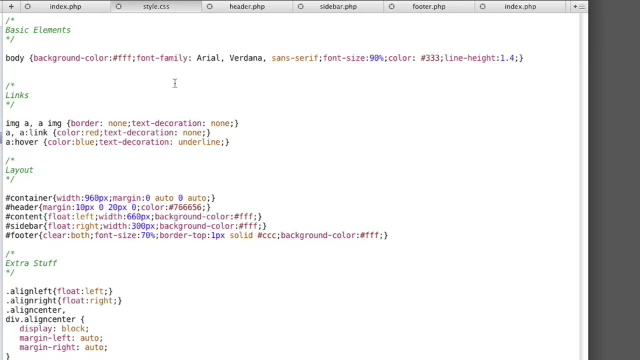 index.php style.css header.php sidebar.php footer.php index.php
/*
Basic Elements
*/
body {background-color:#fff;font-family: Arial, Verdana, sans-serif;font-size:90%;color: #333;line-height:1.4;}
/*
Links
*/
img a, a img {border: none;text-decoration: none;}
a, a:link {color:red;text-decoration: none;}
a:hover {color:blue;text-decoration: underline;}
/*
Layout
*/
#container{width:960px;margin:0 auto 0 auto;}
#header{margin:10px 0 20px 0;color:#766656;}
#content{float:left;width:660px;background-color:#fff;}
#sidebar{float:right;width:300px;background-color:#fff;}
#footer{clear:both;font-size:70%;border-top:1px solid #ccc;background-color:#fff;}
/*
Extra Stuff
*/
.alignleft{float:left;}
.alignright{float:right;}
.aligncenter,
div.aligncenter {
display: block;
margin-left: auto;
margin-right: auto;
}